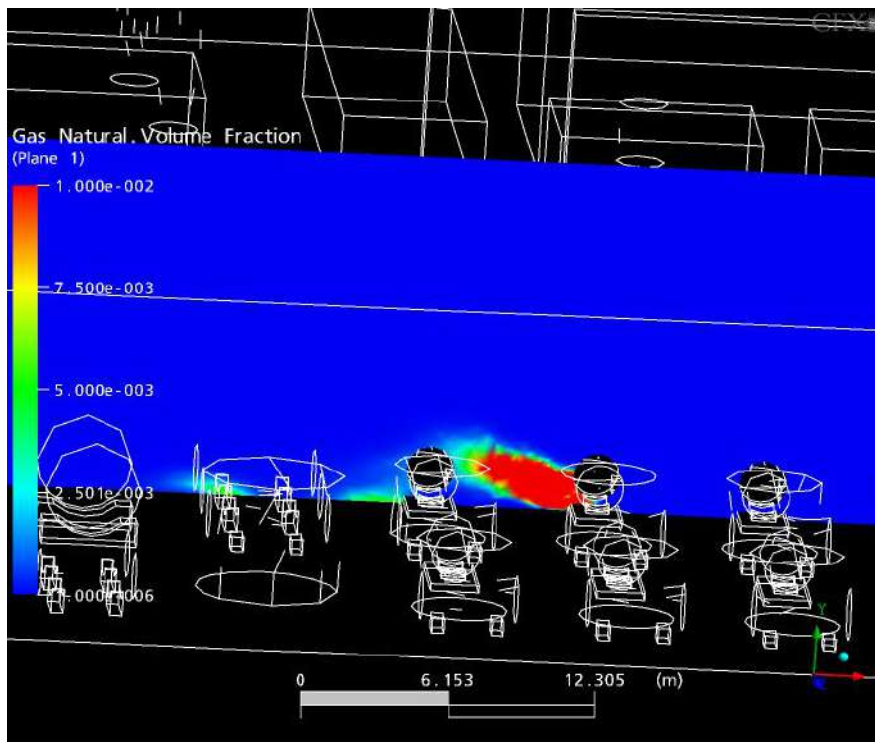 CFX
Gas Natural.Volume Fraction
(Plane 1)
1.000e-002
7.500e-003
5.000e-003
2.501e-003
0 6.153 12.305 (m)
Y